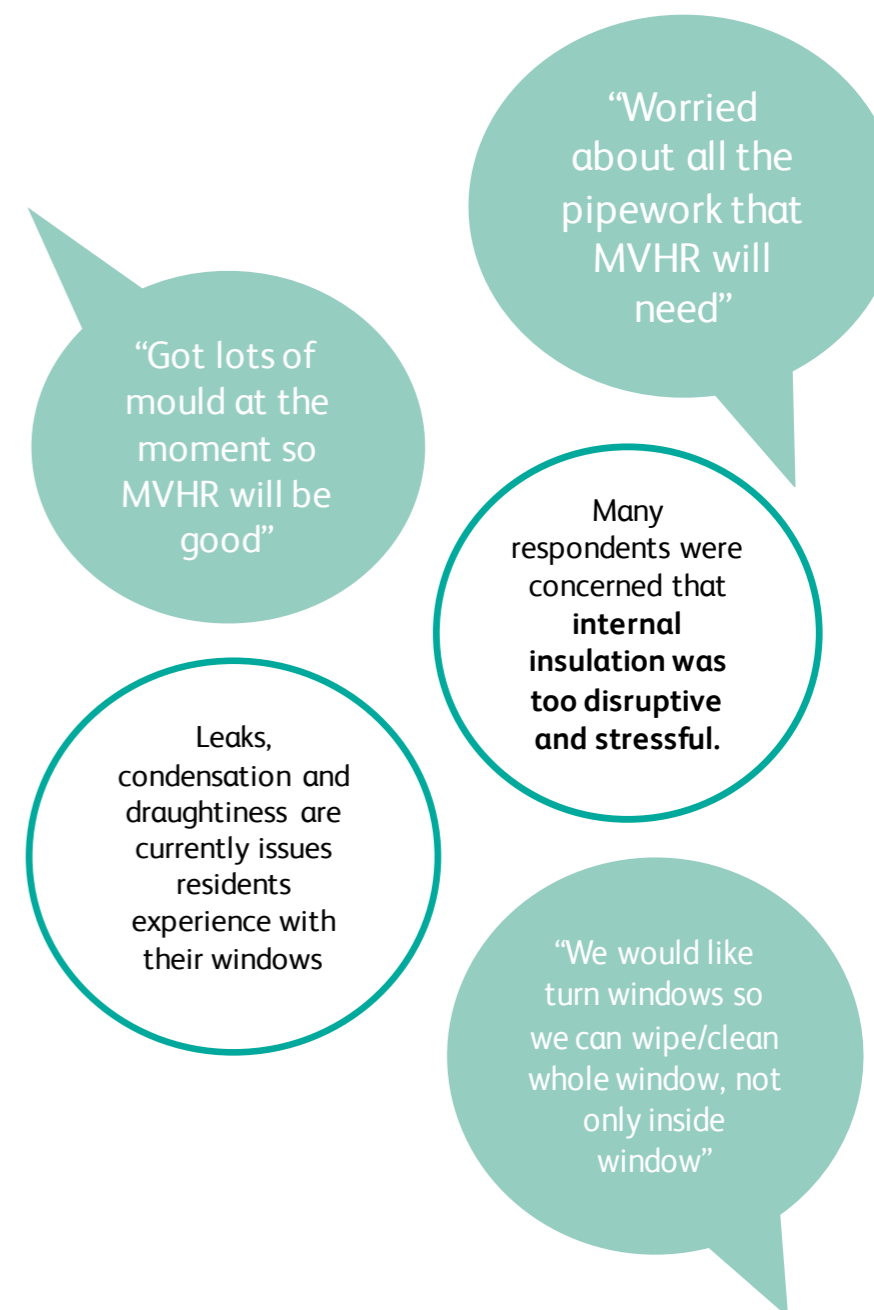 “Worried
about all the
pipework that
MVHR will
need”
“Got lots of
mould at the
moment so
MVHR will be
good”
Many
respondents were
concerned that
internal
insulation was
too disruptive
and stressful.
Leaks,
condensation and
draughtiness are
currently issues
residents
experience with
their windows
“We would like
turn windows so
we can wipe/clean
whole window, not
only inside
window”